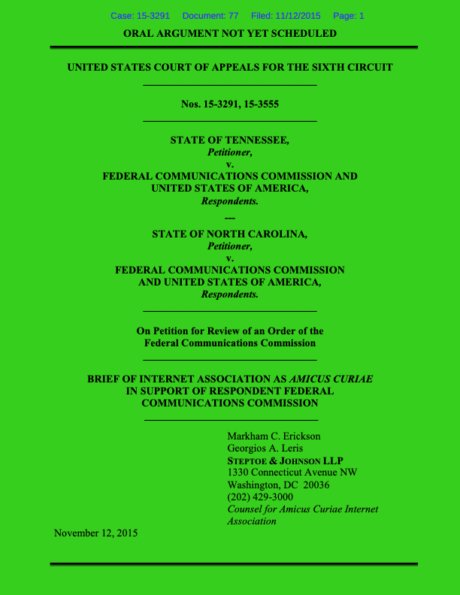 Case: 15-3291 Document: 77 Filed: 11/12/2015 Page: 1
ORAL ARGUMENT NOT YET SCHEDULED
UNITED STATES COURT OF APPEALS FOR THE SIXTH CIRCUIT
Nos. 15-3291, 15-3555
STATE OF TENNESSEE,
Petitioner,
v.
FEDERAL COMMUNICATIONS COMMISSION AND
UNITED STATES OF AMERICA,
Respondents.
—
STATE OF NORTH CAROLINA,
Petitioner,
v.
FEDERAL COMMUNICATIONS COMMISSION
AND UNITED STATES OF AMERICA,
Respondents.
On Petition for Review of an Order of the
Federal Communications Commission
BRIEF OF INTERNET ASSOCIATION AS AMICUS CURIAE
IN SUPPORT OF RESPONDENT FEDERAL
COMMUNICATIONS COMMISSION
Markham C. Erickson
Georgios A. Leris
STEPTOE & JOHNSON LLP
1330 Connecticut Avenue NW
Washington, DC 20036
(202) 429-3000
Counsel for Amicus Curiae Internet
Association
November 12, 2015